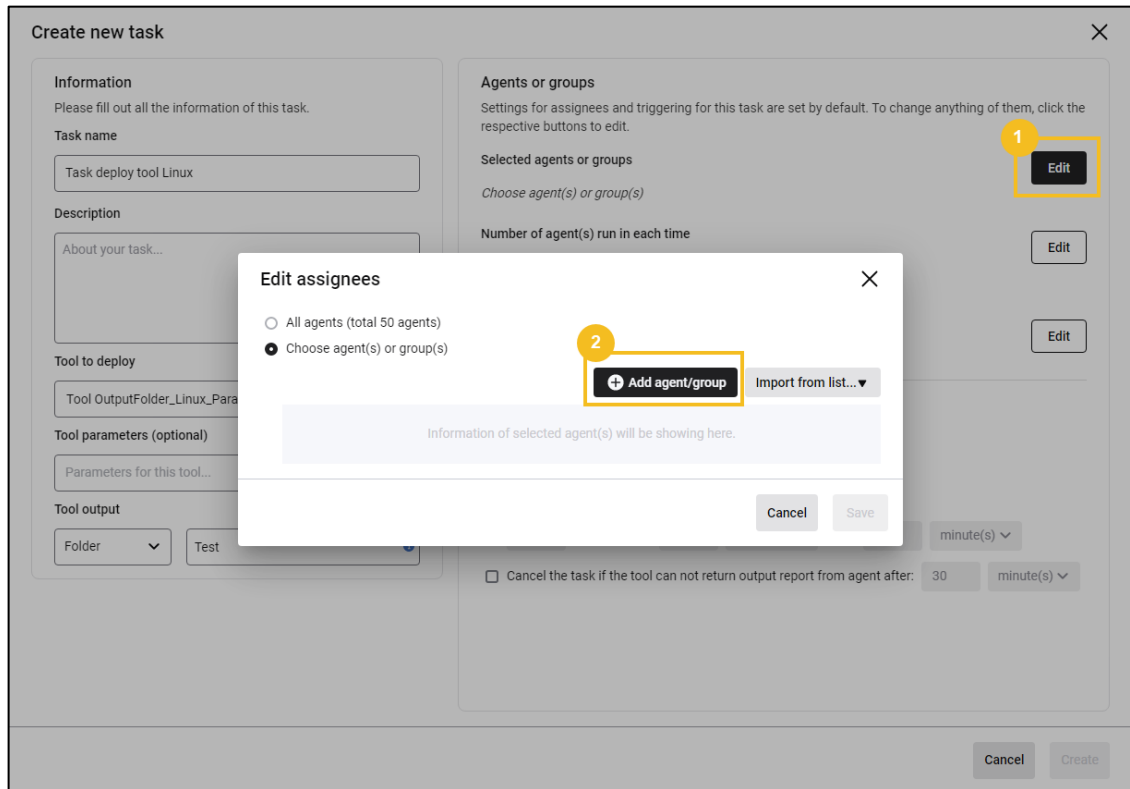 Create new task
Information
Please fill out all the information of this task.
Task name
Task deploy tool Linux
Description
About your task...
Tool to deploy
Tool OutputFolder_Linux_Para
Tool parameters (optional)
Parameters for this tool...
Tool output
Folder
Test
Agents or groups
Settings for assignees and triggering for this task are set by default. To change anything of them, click the
respective buttons to edit.
1
Selected agents or groups
Edit
Choose agent(s) or group(s)
Number of agent(s) run in each time
Edit
Edit
Edit assignees
All agents (total 50 agents)
Choose agent(s) or group(s)
2
Add agent/group
Import from list...
Information of selected agent(s) will be showing here.
Cancel
Save
minute(s)
Cancel the task if the tool can not return output report from agent after: 30 minute(s)
Cancel
Create